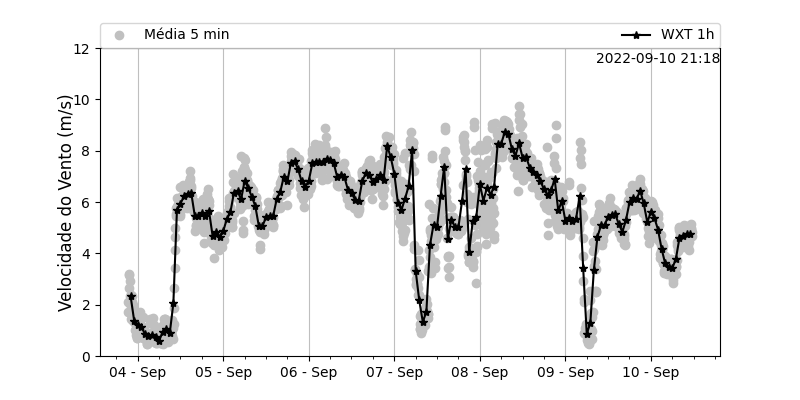 Média 5 min
WXT 1h
2022-09-10 21:18
Velocidade do Vento (m/s)
12
10
8
6
4
2
0
04 - Sep 05 - Sep 06 - Sep 07 - Sep 08 - Sep 09 - Sep 10 - Sep